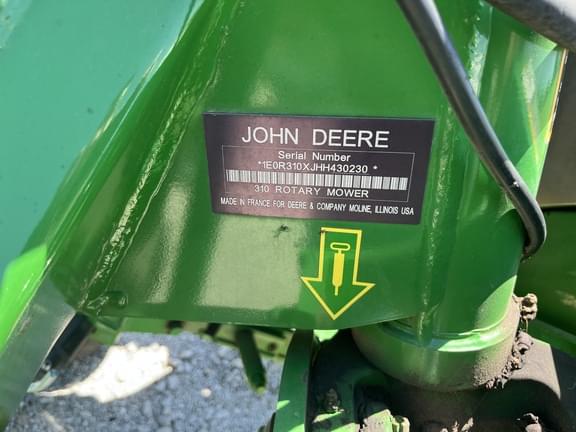 JOHN DEERE
Serial Number
*1E0R310XJHH430230*
310 ROTARY MOWER
MADE IN FRANCE FOR DEERE & COMPANY MOLINE, ILLINOIS USA